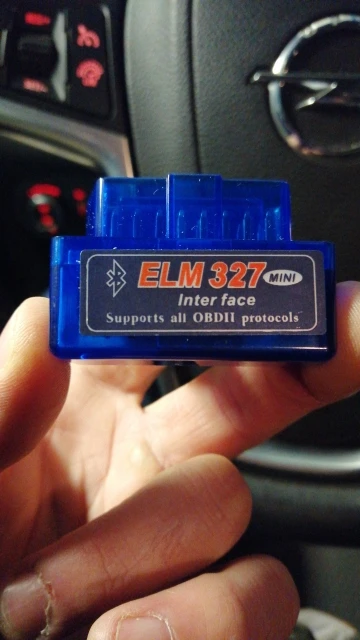 ELM 327 MINI
Inter face
Supports all OBDII protocols